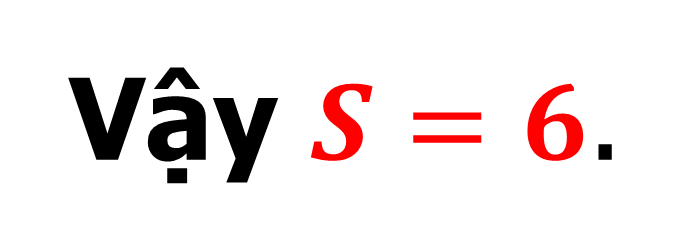 Vậy S = 6.